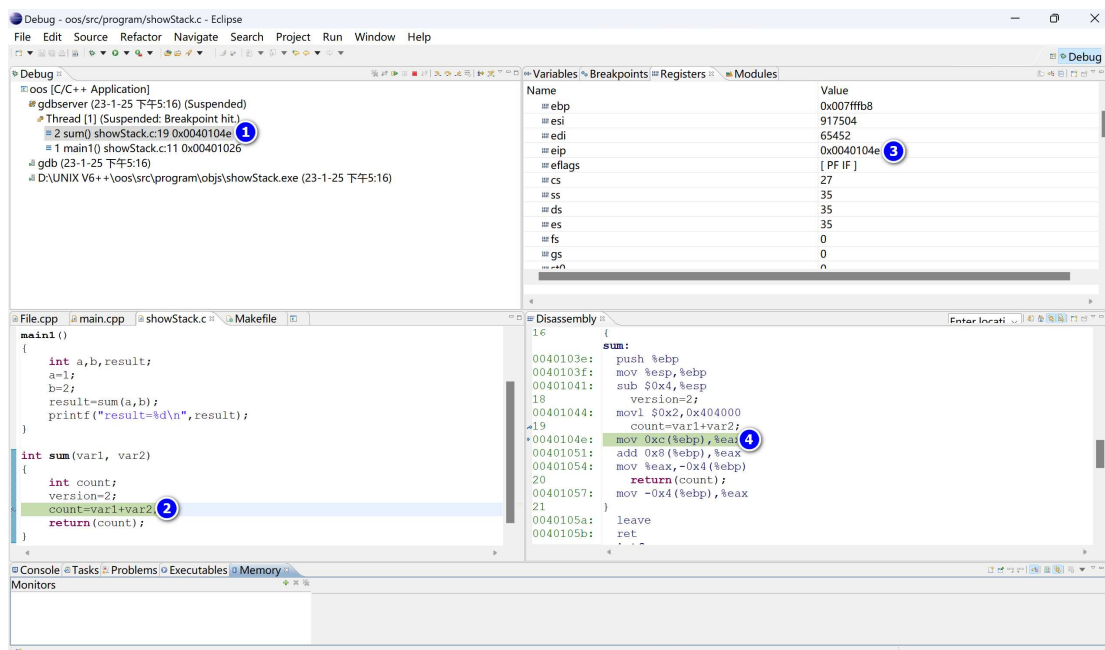 Debug - oos/src/program/showStack.c - Eclipse
File Edit Source Refactor Navigate Search Project Run Window Help
Debug
Debug
oos [C/C++ Application]
gdbserver (23-1-25 下午5:16) (Suspended)
Thread [1] (Suspended: Breakpoint hit.)
2 sum() showStack.c:19 0x0040104e 1
1 main1() showStack.c:11 0x00401026
gdb (23-1-25 下午5:16)
D:\UNIX V6++\oos\src\program\objs\showStack.exe (23-1-25 下午5:16)
Variables Breakpoints Registers Modules
Name Value
ebp 0x007fffb8
esi 917504
edi 65452
eip 0x0040104e 3
eflags [ PF IF ]
cs 27
ss 35
ds 35
es 35
fs 0
gs 0
st0 0
File.cpp main.cpp showStack.c Makefile
main1()
{
int a,b,result;
a=1;
b=2;
result=sum(a,b);
printf("result=%d\n",result);
}
int sum(var1, var2)
{
int count;
version=2;
count=var1+var2 2
return(count);
}
Disassembly
Enter locati
16 {
sum:
0040103e: push %ebp
0040103f: mov %esp,%ebp
00401041: sub $0x4,%esp
18 version=2;
00401044: movl $0x2,0x404000
19 count=var1+var2;
0040104e: mov 0xc(%ebp),%eax 4
00401051: add 0x8(%ebp),%eax
00401054: mov %eax,-0x4(%ebp)
20 return(count);
00401057: mov -0x4(%ebp),%eax
21 }
0040105a: leave
0040105b: ret
Console Tasks Problems Executables Memory
Monitors